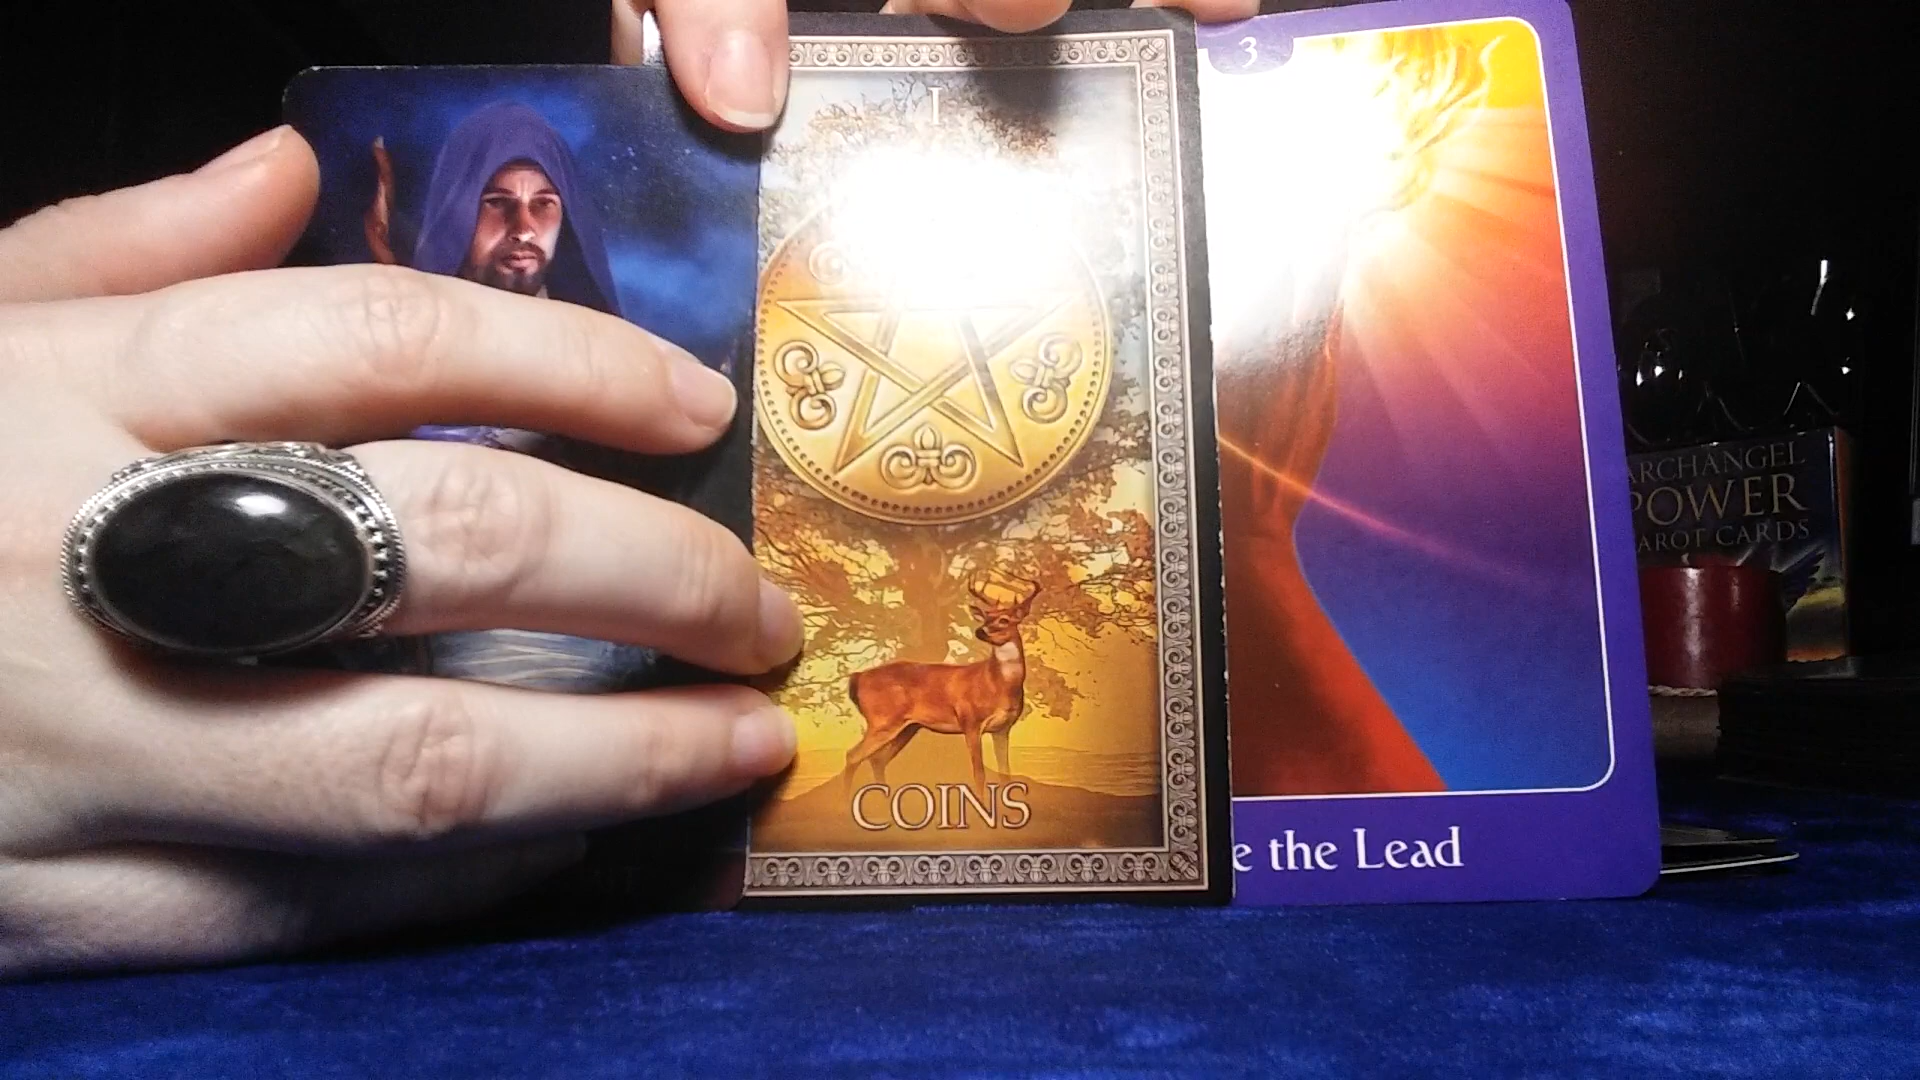 I
COINS
3
e the Lead
ARCHANGEL
POWER
TAROT CARDS